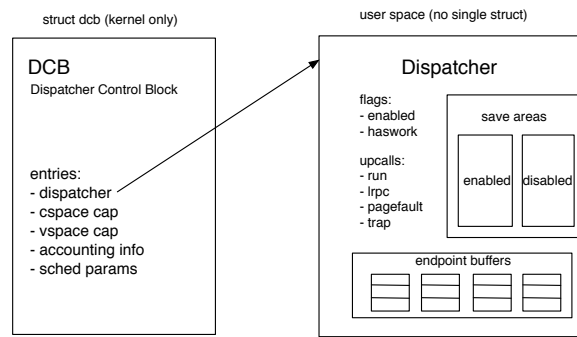 struct dcb (kernel only)
DCB
Dispatcher Control Block
entries:
- dispatcher
- cspace cap
- vspace cap
- accounting info
- sched params
user space (no single struct)
Dispatcher
flags:
- enabled
- haswork
upcalls:
- run
- lrpc
- pagefault
- trap
save areas
enabled
disabled
endpoint buffers